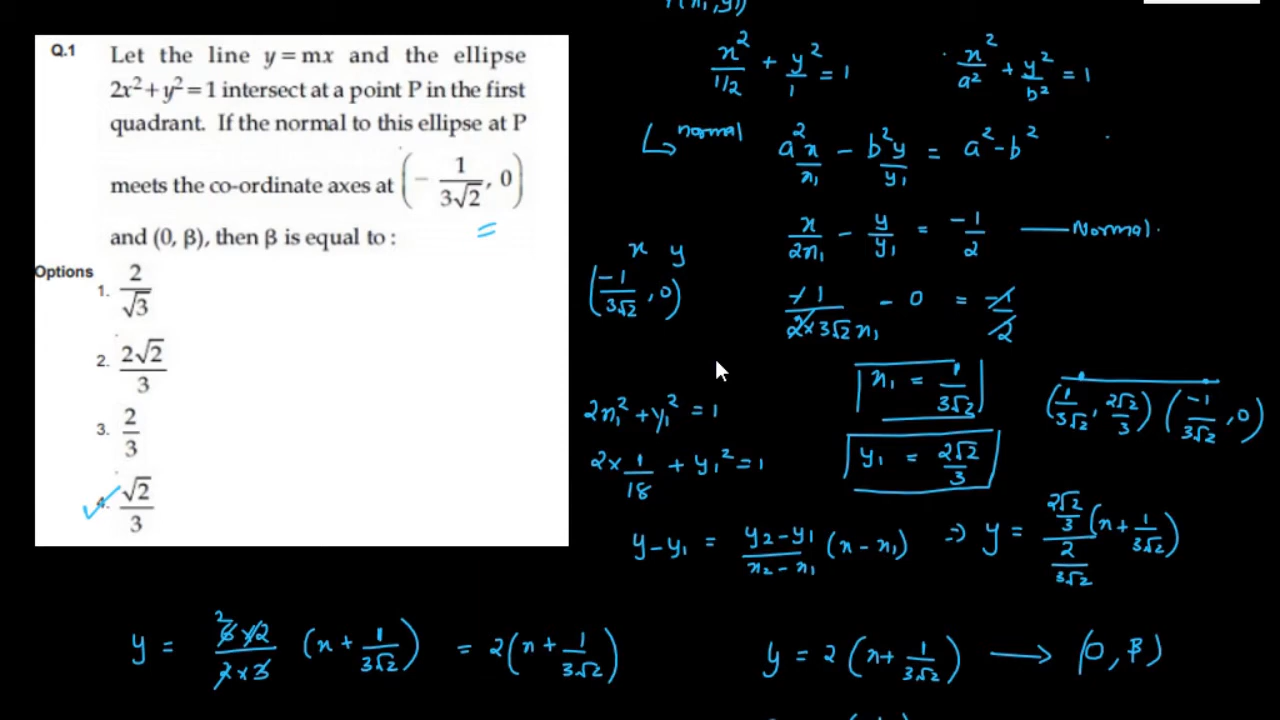 P(x₁, y₁)
Q.1 Let the line y = mx and the ellipse
2x² + y² = 1 intersect at a point P in the first
quadrant. If the normal to this ellipse at P
meets the co-ordinate axes at (− 1/(3√2), 0)
and (0, β), then β is equal to :
Options
1. 2/√3
2. 2√2/3
3. 2/3
4. √2/3
x²/(1/2) + y²/1 = 1
x²/a² + y²/b² = 1
normal a²x/x₁ − b²y/y₁ = a² − b²
x/2x₁ − y/y₁ = −1/2 — Normal.
x y
(−1/3√2, 0)
−1/(2×3√2 x₁) − 0 = −1/2
x₁ = 1/3√2
2x₁² + y₁² = 1
(1/3√2, 2√2/3) (−1/3√2, 0)
2 × 1/18 + y₁² = 1
y₁ = 2√2/3
y − y₁ = (y₂ − y₁)/(x₂ − x₁) (x − x₁) ⇒ y = (2√2/3)/(2/3√2) (x + 1/3√2)
y = (6 × 2)/(2 × 3) (x + 1/3√2) = 2(x + 1/3√2)
2
y = 2(x + 1/3√2) → (0, β)